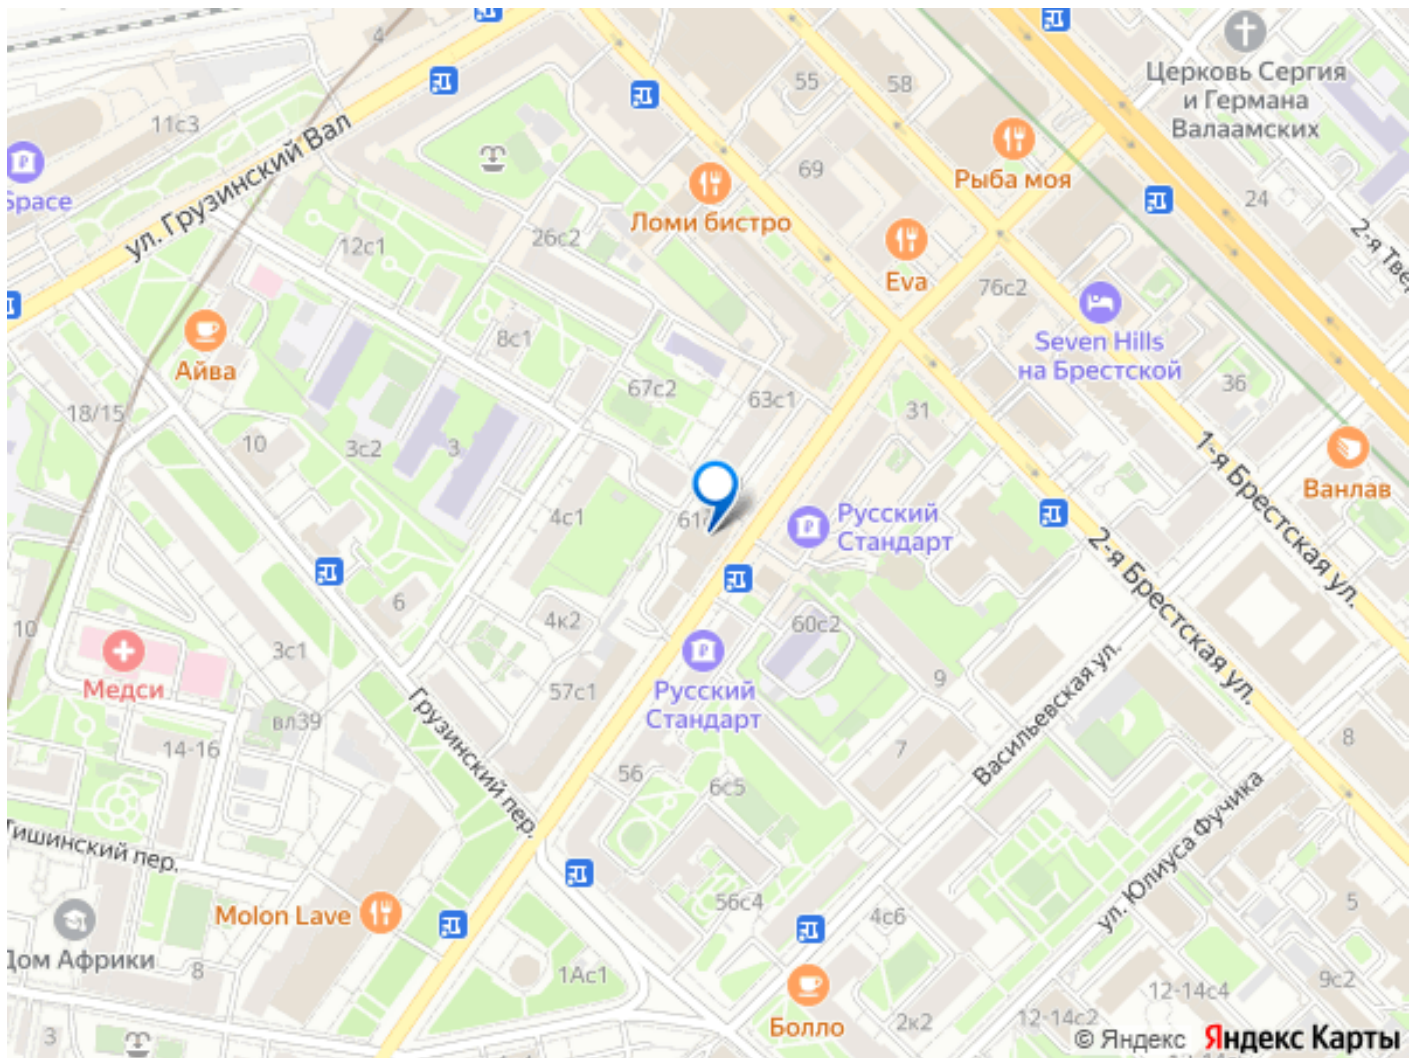 4
Церковь Сергия
и Германа
Валаамских
55
58
11с3
ул. Грузинский Вал
Space
69
Рыба моя
Ломи бистро
24
12с1
26с2
Eva
76с2
8с1
Seven Hills
на Брестской
Айва
67с2
63с1
36
31
18/15
10
3с2
3
1-я Брестская ул.
Ванлав
4с1
Русский
Стандарт
2-я Брестская ул.
6
4к2
60с2
10
3с1
Медси
57с1
Русский
Стандарт
9
Васильевская ул.
вл39
14-16
Грузинский пер.
7
8
56
6с5
ул. Юлиуса Фучика
Тишинский пер.
56с4
4с6
5
Molon Lave
Дом Африки
8
1Ас1
9с2
12-14с4
Болло
2к2
12-14с2
3
© Яндекс Яндекс Карты